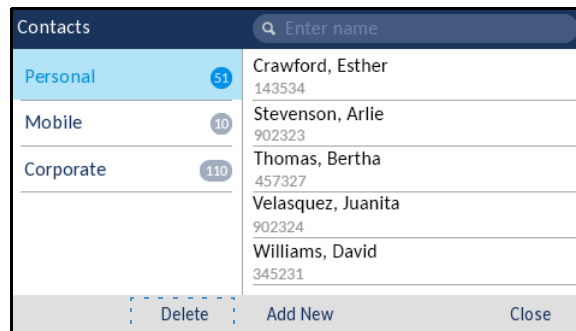 Contacts
Enter name
Personal 51
Mobile 10
Corporate 110
Crawford, Esther
143534
Stevenson, Arlie
902323
Thomas, Bertha
457327
Velasquez, Juanita
902324
Williams, David
345231
Delete Add New Close